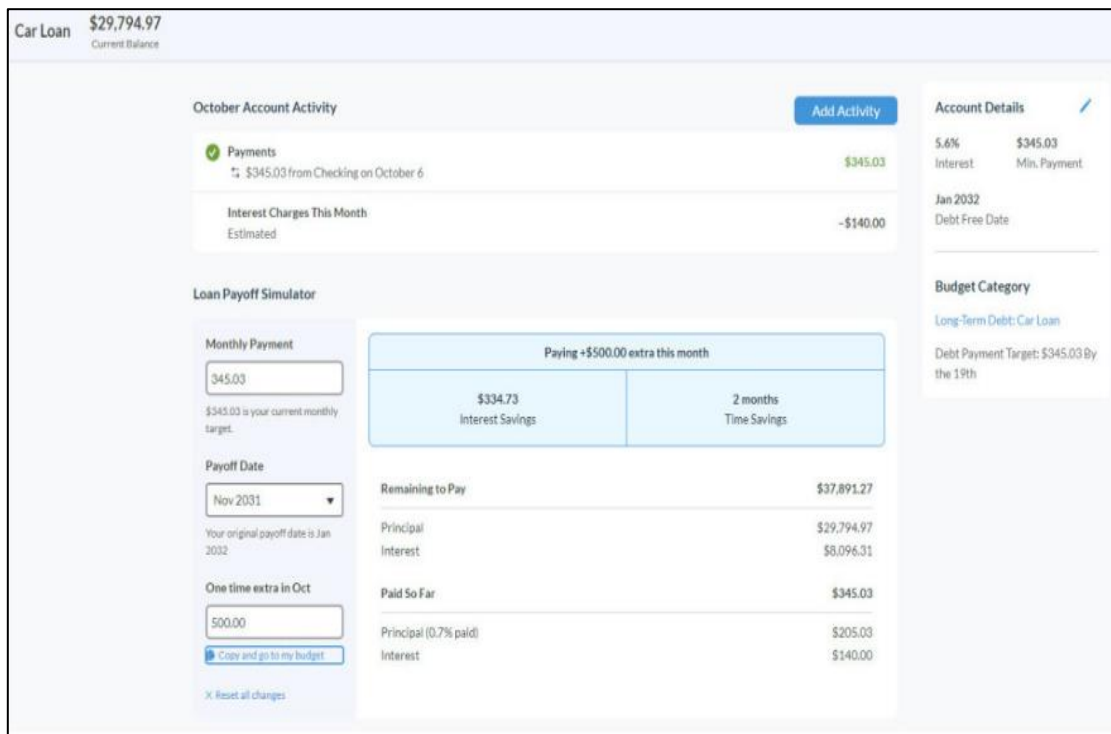 Car Loan
$29,794.97
Current Balance
October Account Activity
Add Activity
Payments
$345.03 from Checking on October 6
$345.03
Interest Charges This Month
Estimated
-$140.00
Loan Payoff Simulator
Monthly Payment
345.03
$345.03 is your current monthly
target.
Payoff Date
Nov 2031
Your original payoff date is Jan
2032
One time extra in Oct
500.00
Copy and go to my budget
× Reset all changes
Paying +$500.00 extra this month
$334.73
Interest Savings
2 months
Time Savings
Remaining to Pay $37,891.27
Principal $29,794.97
Interest $8,096.31
Paid So Far $345.03
Principal (0.7% paid) $205.03
Interest $140.00
Account Details
5.6% $345.03
Interest Min. Payment
Jan 2032
Debt Free Date
Budget Category
Long-Term Debt: Car Loan
Debt Payment Target: $345.03 By
the 19th